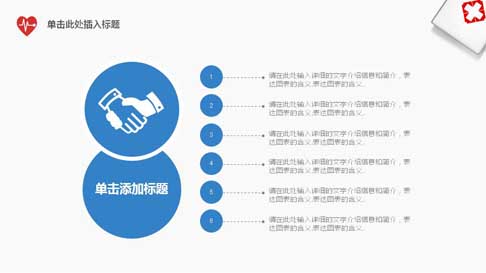 单击此处插入标题
单击添加标题
1
请在此处输入详细的文字介绍信息和简介，表
达图表的含义.表达图表的含义.
2
请在此处输入详细的文字介绍信息和简介，表
达图表的含义.表达图表的含义.
3
请在此处输入详细的文字介绍信息和简介，表
达图表的含义.表达图表的含义.
4
请在此处输入详细的文字介绍信息和简介，表
达图表的含义.表达图表的含义.
5
请在此处输入详细的文字介绍信息和简介，表
达图表的含义.表达图表的含义.
6
请在此处输入详细的文字介绍信息和简介，表
达图表的含义.表达图表的含义.